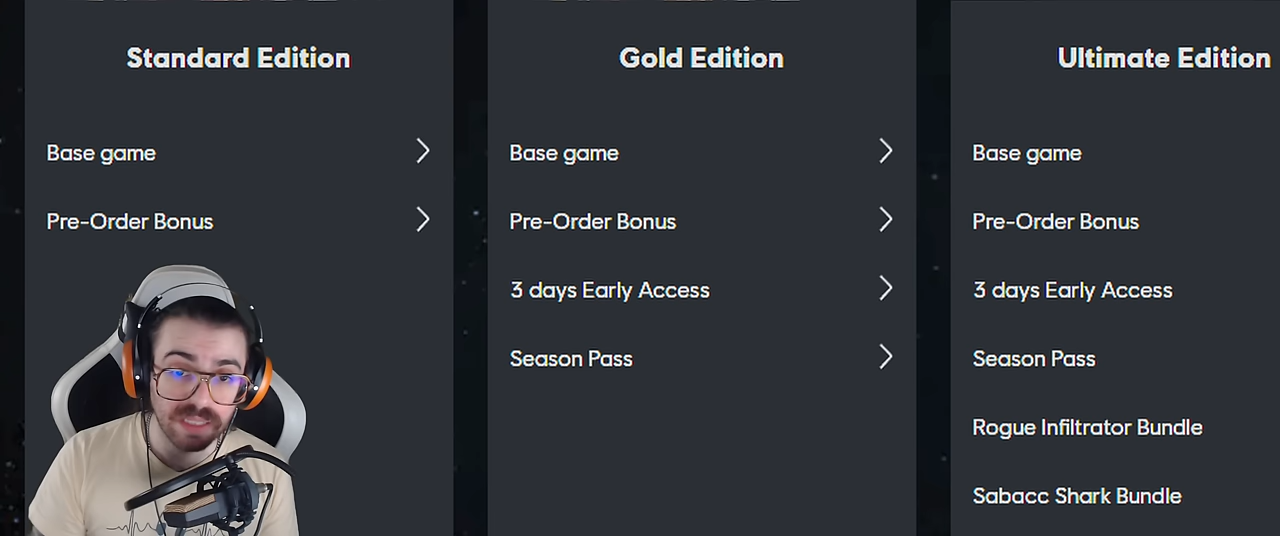 Standard Edition
Base game
Pre-Order Bonus
Gold Edition
Base game
Pre-Order Bonus
3 days Early Access
Season Pass
Ultimate Edition
Base game
Pre-Order Bonus
3 days Early Access
Season Pass
Rogue Infiltrator Bundle
Sabacc Shark Bundle